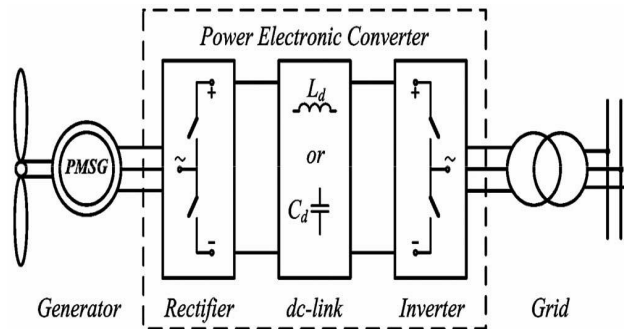 Power Electronic Converter
PMSG
~
+
-
L_d
or
C_d
+
-
~
Generator
Rectifier
dc-link
Inverter
Grid